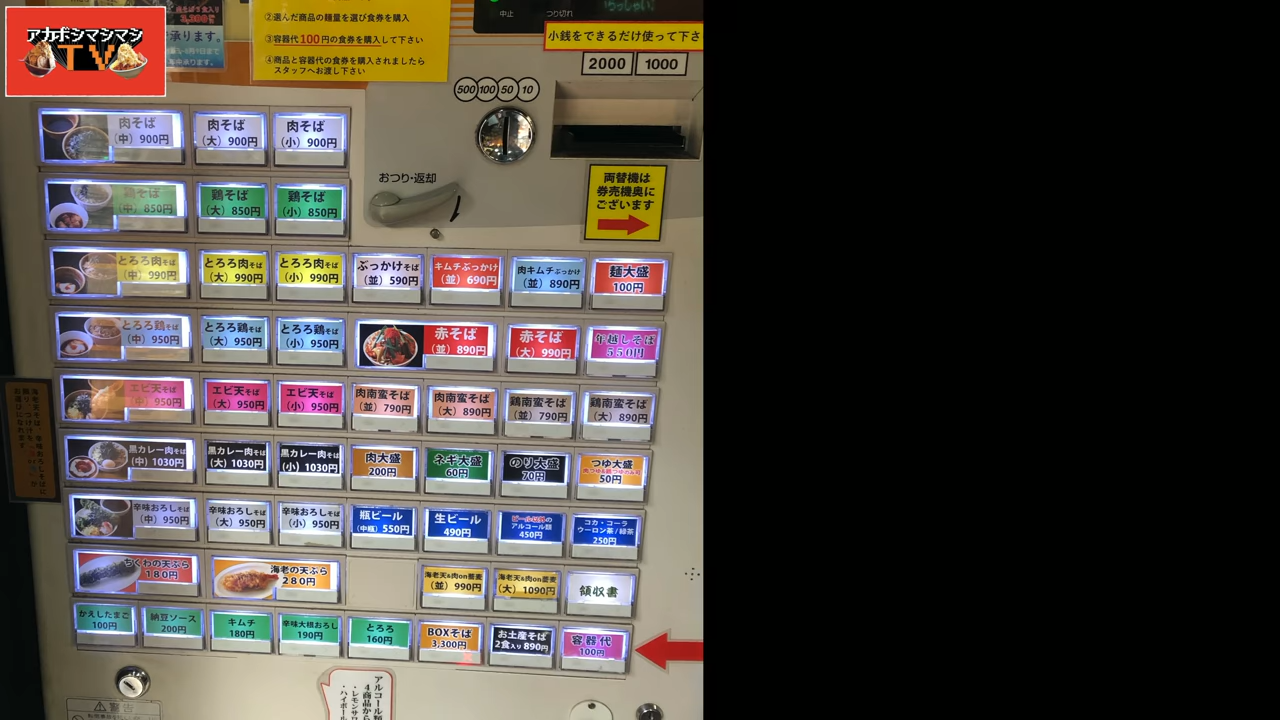 アカボシマシマシ
TV
3,300円
承ります。
②選んだ商品の麺量を選び食券を購入
③容器代100円の食券を購入して下さい
④商品と容器代の食券を購入されましたら
スタッフへお渡し下さい
中止 つり切れ
小銭をできるだけ使って下さ
2000 1000
500 100 50 10
おつり・返却
両替機は
券売機奥に
ございます
肉そば
(中)900円
肉そば
(大)900円
肉そば
(小)900円
鶏そば
(中)850円
鶏そば
(大)850円
鶏そば
(小)850円
とろろ肉そば
(中)990円
とろろ肉そば
(大)990円
とろろ肉そば
(小)990円
ぶっかけそば
(並)590円
キムチぶっかけ
(並)690円
肉キムチぶっかけ
(並)890円
麺大盛
100円
とろろ鶏そば
(中)950円
とろろ鶏そば
(大)950円
とろろ鶏そば
(小)950円
赤そば
(並)890円
赤そば
(大)990円
年越しそば
550円
エビ天そば
(中)950円
エビ天そば
(大)950円
エビ天そば
(小)950円
肉南蛮そば
(並)790円
肉南蛮そば
(大)890円
鶏南蛮そば
(並)790円
鶏南蛮そば
(大)890円
黒カレー肉そば
(中)1030円
黒カレー肉そば
(大)1030円
黒カレー肉そば
(小)1030円
肉大盛
200円
ネギ大盛
60円
のり大盛
70円
つゆ大盛
50円
辛味おろしそば
(中)950円
辛味おろしそば
(大)950円
辛味おろしそば
(小)950円
瓶ビール
(中瓶)550円
生ビール
490円
ビール以外の
アルコール類
450円
コカ・コーラ
ウーロン茶/緑茶
250円
ちくわの天ぷら
180円
海老の天ぷら
280円
海老天&肉on蕎麦
(並)990円
海老天&肉on蕎麦
(大)1090円
領収書
かえしたまご
100円
納豆ソース
200円
キムチ
180円
辛味大根おろし
190円
とろろ
160円
BOXそば
3,300円
お土産そば
2食入り890円
容器代
100円
アルコール類
4商品から
・レモンサワ
・ハイボール
警告